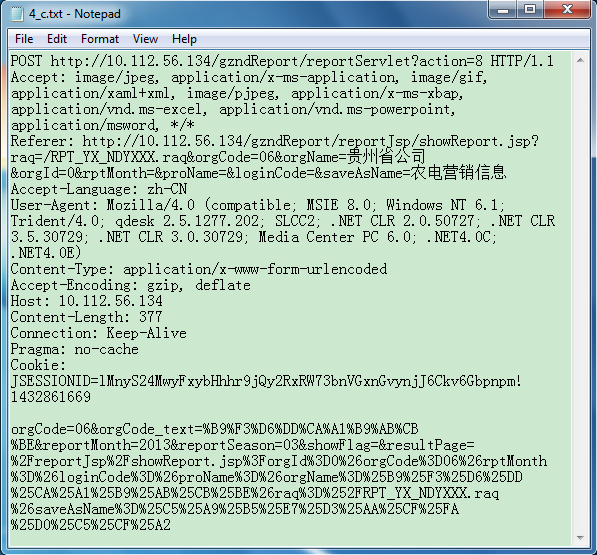 4_c.txt - Notepad
File Edit Format View Help
POST http://10.112.56.134/gzndReport/reportServlet?action=8 HTTP/1.1
Accept: image/jpeg, application/x-ms-application, image/gif,
application/xaml+xml, image/pjpeg, application/x-ms-xbap,
application/vnd.ms-excel, application/vnd.ms-powerpoint,
application/msword, */*
Referer: http://10.112.56.134/gzndReport/reportJsp/showReport.jsp?
raq=/RPT_YX_NDYXXX.raq&orgCode=06&orgName=贵州省公司
&orgId=0&rptMonth=&proName=&loginCode=&saveAsName=农电营销信息
Accept-Language: zh-CN
User-Agent: Mozilla/4.0 (compatible; MSIE 8.0; Windows NT 6.1;
Trident/4.0; qdesk 2.5.1277.202; SLCC2; .NET CLR 2.0.50727; .NET CLR
3.5.30729; .NET CLR 3.0.30729; Media Center PC 6.0; .NET4.0C;
.NET4.0E)
Content-Type: application/x-www-form-urlencoded
Accept-Encoding: gzip, deflate
Host: 10.112.56.134
Content-Length: 377
Connection: Keep-Alive
Pragma: no-cache
Cookie:
JSESSIONID=lMnyS24MwyFxybHhhr9jQy2RxRW73bnVGxnGvynjJ6Ckv6Gbpnpm!
1432861669
orgCode=06&orgCode_text=%B9%F3%D6%DD%CA%A1%B9%AB%CB
%BE&reportMonth=2013&reportSeason=03&showFlag=&resultPage=
%2FreportJsp%2FshowReport.jsp%3ForgId%3D0%26orgCode%3D06%26rptMonth
%3D%26loginCode%3D%26proName%3D%26orgName%3D%25B9%25F3%25D6%25DD
%25CA%25A1%25B9%25AB%25CB%25BE%26raq%3D%252FRPT_YX_NDYXXX.raq
%26saveAsName%3D%25C5%25A9%25B5%25E7%25D3%25AA%25CF%25FA
%25D0%25C5%25CF%25A2